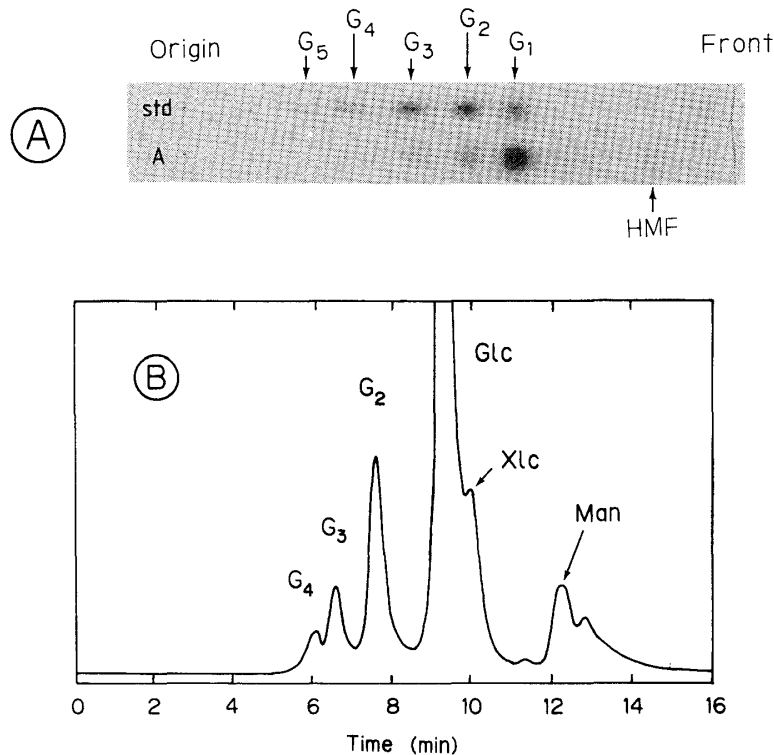 Origin G₅ G₄ G₃ G₂ G₁ Front
A
std
A
HMF
B
Glc
G₂
Xlc
Man
G₃
G₄
0 2 4 6 8 10 12 14 16
Time (min)